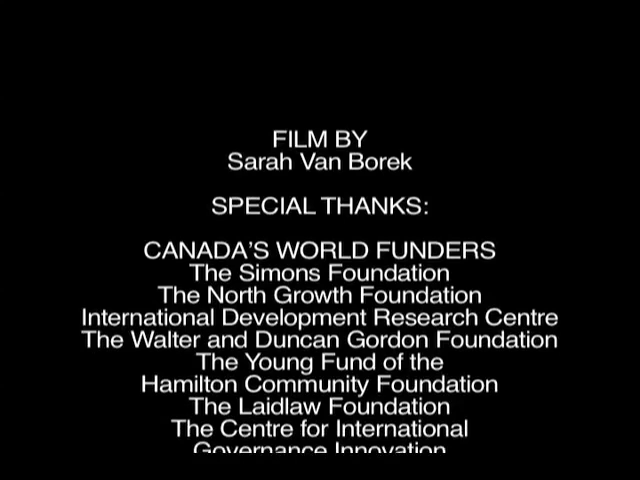 FILM BY
Sarah Van Borek
SPECIAL THANKS:
CANADA'S WORLD FUNDERS
The Simons Foundation
The North Growth Foundation
International Development Research Centre
The Walter and Duncan Gordon Foundation
The Young Fund of the
Hamilton Community Foundation
The Laidlaw Foundation
The Centre for International
Governance Innovation